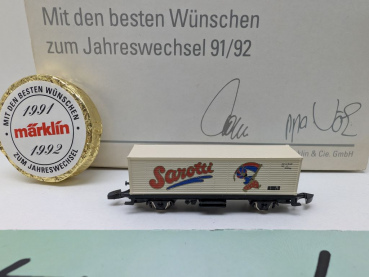 Mit den besten Wünschen
zum Jahreswechsel 91/92
& Cie. GmbH
MIT DEN BESTEN WÜNSCHEN
1991
märklin
1992
ZUM JAHRESWECHSEL
Sarotti